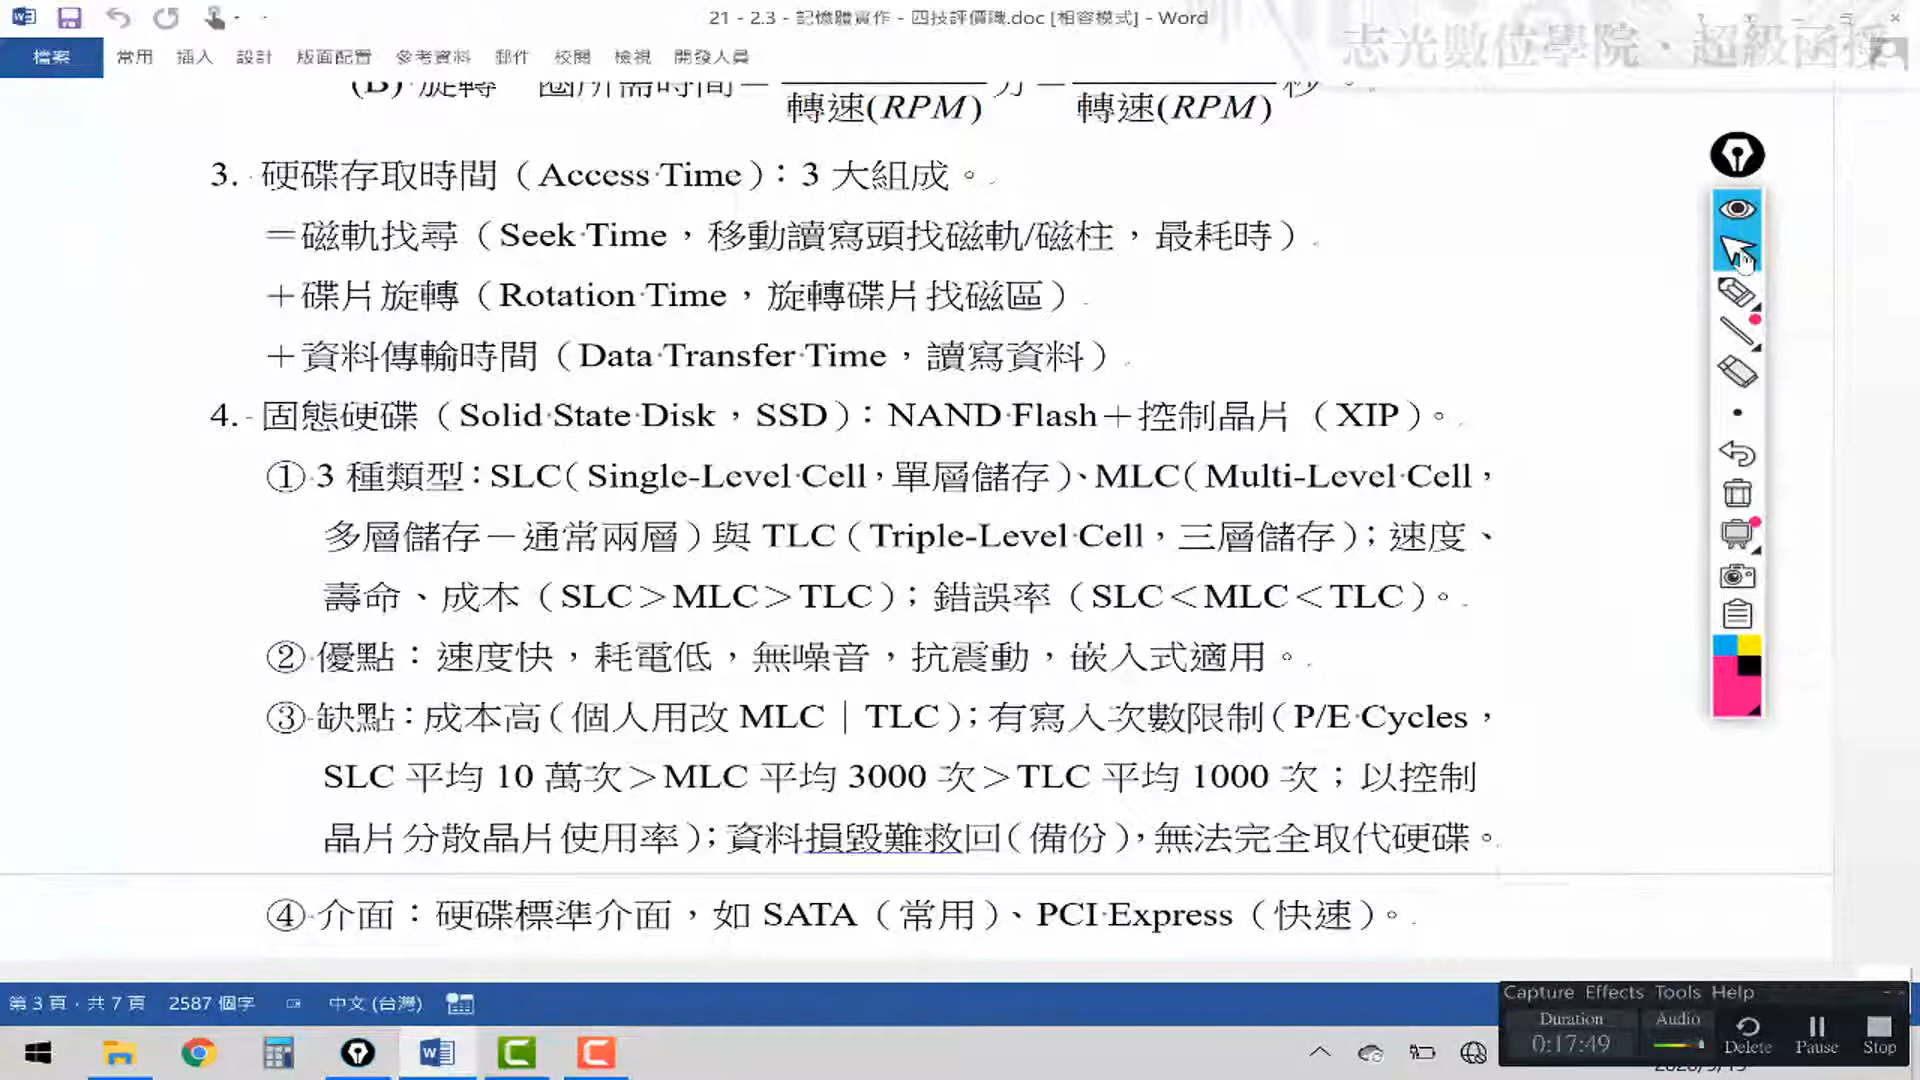 21 - 2.3 - 記憶體實作 - 四技評價識.doc [相容模式] - Word
志光數位學院 · 超級函授
檔案 常用 插入 設計 版面配置 參考資料 郵件 校閱 檢視 開發人員
(B) 旋轉一圈所需時間= 轉速(RPM) 分= 轉速(RPM) 秒。
3. 硬碟存取時間（Access Time）：3 大組成。
＝磁軌找尋（Seek Time，移動讀寫頭找磁軌/磁柱，最耗時）
＋碟片旋轉（Rotation Time，旋轉碟片找磁區）
＋資料傳輸時間（Data Transfer Time，讀寫資料）
4. 固態硬碟（Solid State Disk，SSD）：NAND Flash＋控制晶片（XIP）。
① 3 種類型：SLC（Single-Level Cell，單層儲存）、MLC（Multi-Level Cell，
多層儲存－通常兩層）與 TLC（Triple-Level Cell，三層儲存）；速度、
壽命、成本（SLC＞MLC＞TLC）；錯誤率（SLC＜MLC＜TLC）。
② 優點：速度快，耗電低，無噪音，抗震動，嵌入式適用。
③ 缺點：成本高（個人用改 MLC｜TLC）；有寫入次數限制（P/E Cycles，
SLC 平均 10 萬次＞MLC 平均 3000 次＞TLC 平均 1000 次；以控制
晶片分散晶片使用率）；資料損毀難救回（備份），無法完全取代硬碟。
④ 介面：硬碟標準介面，如 SATA（常用）、PCI Express（快速）。
第 3 頁，共 7 頁 2587 個字 中文 (台灣)
Capture Effects Tools Help
Duration Audio
0:17:49 Delete Pause Stop